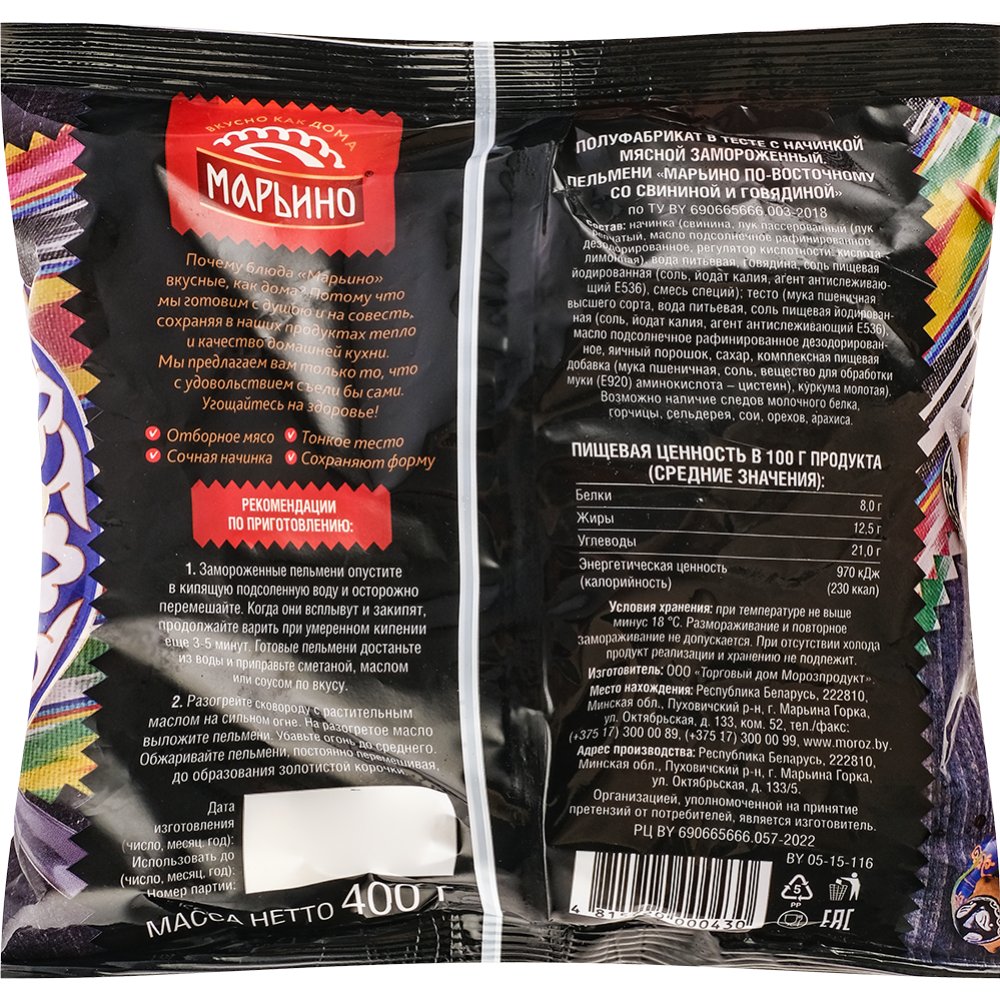 ВКУСНО КАК ДОМА
МАРЬИНО
Почему блюда «Марьино»
вкусные, как дома? Потому что
мы готовим с душою и на совесть,
сохраняя в наших продуктах тепло
и качество домашней кухни.
Мы предлагаем вам только то, что
с удовольствием съели бы сами.
Угощайтесь на здоровье!
Отборное мясо Тонкое тесто
Сочная начинка Сохраняют форму
РЕКОМЕНДАЦИИ
ПО ПРИГОТОВЛЕНИЮ:
1. Замороженные пельмени опустите
в кипящую подсоленную воду и осторожно
перемешайте. Когда они всплывут и закипят,
продолжайте варить при умеренном кипении
еще 3-5 минут. Готовые пельмени достаньте
из воды и приправьте сметаной, маслом
или соусом по вкусу.
2. Разогрейте сковороду с растительным
маслом на сильном огне. На разогретое масло
выложите пельмени. Убавьте огонь до среднего.
Обжаривайте пельмени, постоянно перемешивая,
до образования золотистой корочки.
Дата
изготовления
(число, месяц, год):
Использовать до
(число, месяц, год):
Номер партии:
МАССА НЕТТО 400 г
ПОЛУФАБРИКАТ В ТЕСТЕ С НАЧИНКОЙ
МЯСНОЙ ЗАМОРОЖЕННЫЙ.
ПЕЛЬМЕНИ «МАРЬИНО ПО-ВОСТОЧНОМУ
СО СВИНИНОЙ И ГОВЯДИНОЙ»
по ТУ BY 690665666.003-2018
Состав: начинка (свинина, лук пассерованный (лук
репчатый, масло подсолнечное рафинированное
дезодорированное, регулятор кислотности: кислота
лимонная), вода питьевая, говядина, соль пищевая
йодированная (соль, йодат калия, агент антислеживаю-
щий Е536), смесь специй); тесто (мука пшеничная
высшего сорта, вода питьевая, соль пищевая йодирован-
ная (соль, йодат калия, агент антислеживающий Е536),
масло подсолнечное рафинированное дезодорирован-
ное, яичный порошок, сахар, комплексная пищевая
добавка (мука пшеничная, соль, вещество для обработки
муки (Е920) аминокислота – цистеин), куркума молотая).
Возможно наличие следов молочного белка,
горчицы, сельдерея, сои, орехов, арахиса.
ПИЩЕВАЯ ЦЕННОСТЬ В 100 Г ПРОДУКТА
(СРЕДНИЕ ЗНАЧЕНИЯ):
Белки 8,0 г
Жиры 12,5 г
Углеводы 21,0 г
Энергетическая ценность 970 кДж
(калорийность) (230 ккал)
Условия хранения: при температуре не выше
минус 18 °С. Размораживание и повторное
замораживание не допускается. При отсутствии холода
продукт реализации и хранению не подлежит.
Изготовитель: ООО «Торговый дом Морозпродукт».
Место нахождения: Республика Беларусь, 222810,
Минская обл., Пуховичский р-н, г. Марьина Горка,
ул. Октябрьская, д. 133, ком. 52, тел./факс:
(+375 17) 300 00 89, (+375 17) 300 00 99, www.moroz.by.
Адрес производства: Республика Беларусь, 222810,
Минская обл., Пуховичский р-н, г. Марьина Горка,
ул. Октябрьская, д. 133/5.
Организацией, уполномоченной на принятие
претензий от потребителей, является изготовитель.
РЦ BY 690665666.057-2022
BY 05-15-116
5
PP
EAC